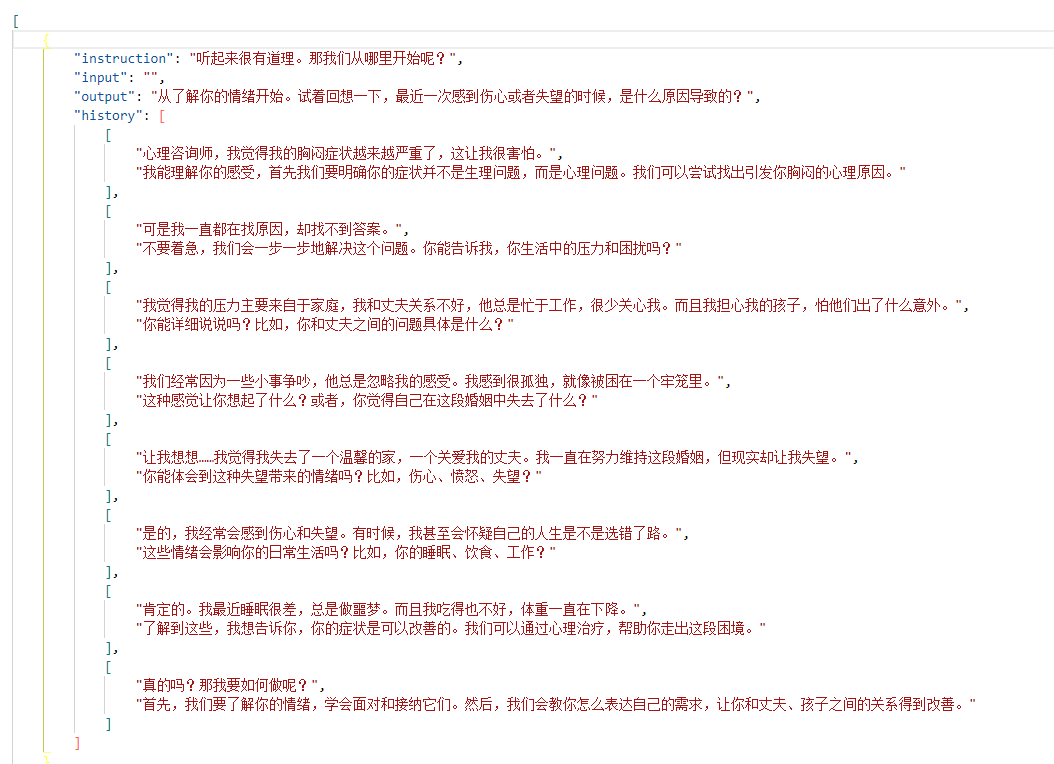 [
{
"instruction": "听起来很有道理。那我们从哪里开始呢？",
"input": "",
"output": "从了解你的情绪开始。试着回想一下，最近一次感到伤心或者失望的时候，是什么原因导致的？",
"history": [
[
"心理咨询师，我觉得我的胸闷症状越来越严重了，这让我很害怕。",
"我能理解你的感受，首先我们要明确你的症状并不是生理问题，而是心理问题。我们可以尝试找出引发你胸闷的心理原因。"
],
[
"可是我一直都在找原因，却找不到答案。",
"不要着急，我们会一步一步地解决这个问题。你能告诉我，你生活中的压力和困扰吗？"
],
[
"我觉得我的压力主要来自于家庭，我和丈夫关系不好，他总是忙于工作，很少关心我。而且我担心我的孩子，怕他们出了什么意外。",
"你能详细说说吗？比如，你和丈夫之间的问题具体是什么？"
],
[
"我们经常因为一些小事争吵，他总是忽略我的感受。我感到很孤独，就像被困在一个牢笼里。",
"这种感觉让你想起了什么？或者，你觉得自己在这段婚姻中失去了什么？"
],
[
"让我想想……我觉得我失去了一个温馨的家，一个关爱我的丈夫。我一直在努力维持这段婚姻，但现实却让我失望。",
"你能体会到这种失望带来的情绪吗？比如，伤心、愤怒、失望？"
],
[
"是的，我经常会感到伤心和失望。有时候，我甚至会怀疑自己的人生是不是选错了路。",
"这些情绪会影响你的日常生活吗？比如，你的睡眠、饮食、工作？"
],
[
"肯定的。我最近睡眠很差，总是做噩梦。而且我吃得也不好，体重一直在下降。",
"了解到这些，我想告诉你，你的症状是可以改善的。我们可以通过心理治疗，帮助你走出这段困境。"
],
[
"真的吗？那我要如何做呢？",
"首先，我们要了解你的情绪，学会面对和接纳它们。然后，我们会教你怎么表达自己的需求，让你和丈夫、孩子之间的关系得到改善。"
]
]
}